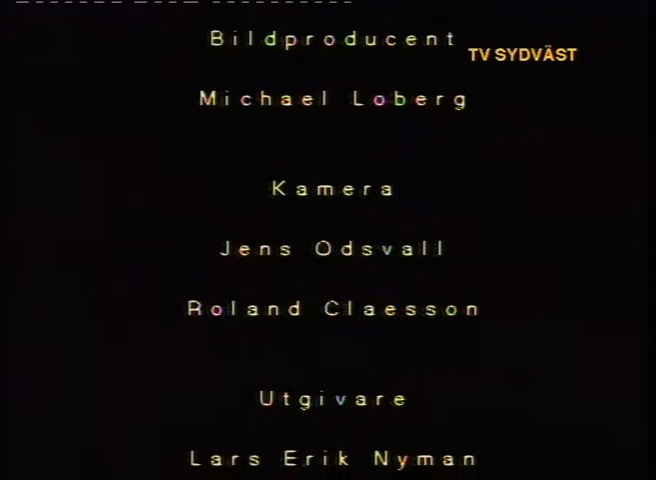 Bildproducent
TV SYDVÄST
Michael Loberg
Kamera
Jens Odsvall
Roland Claesson
Utgivare
Lars Erik Nyman